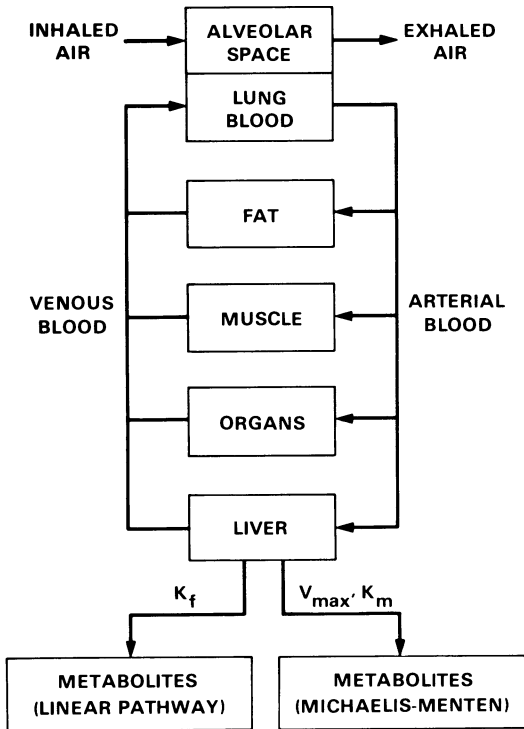 INHALED
AIR
ALVEOLAR
SPACE
EXHALED
AIR
LUNG
BLOOD
FAT
VENOUS
BLOOD
MUSCLE
ARTERIAL
BLOOD
ORGANS
LIVER
Kf
Vmax, Km
METABOLITES
(LINEAR PATHWAY)
METABOLITES
(MICHAELIS-MENTEN)